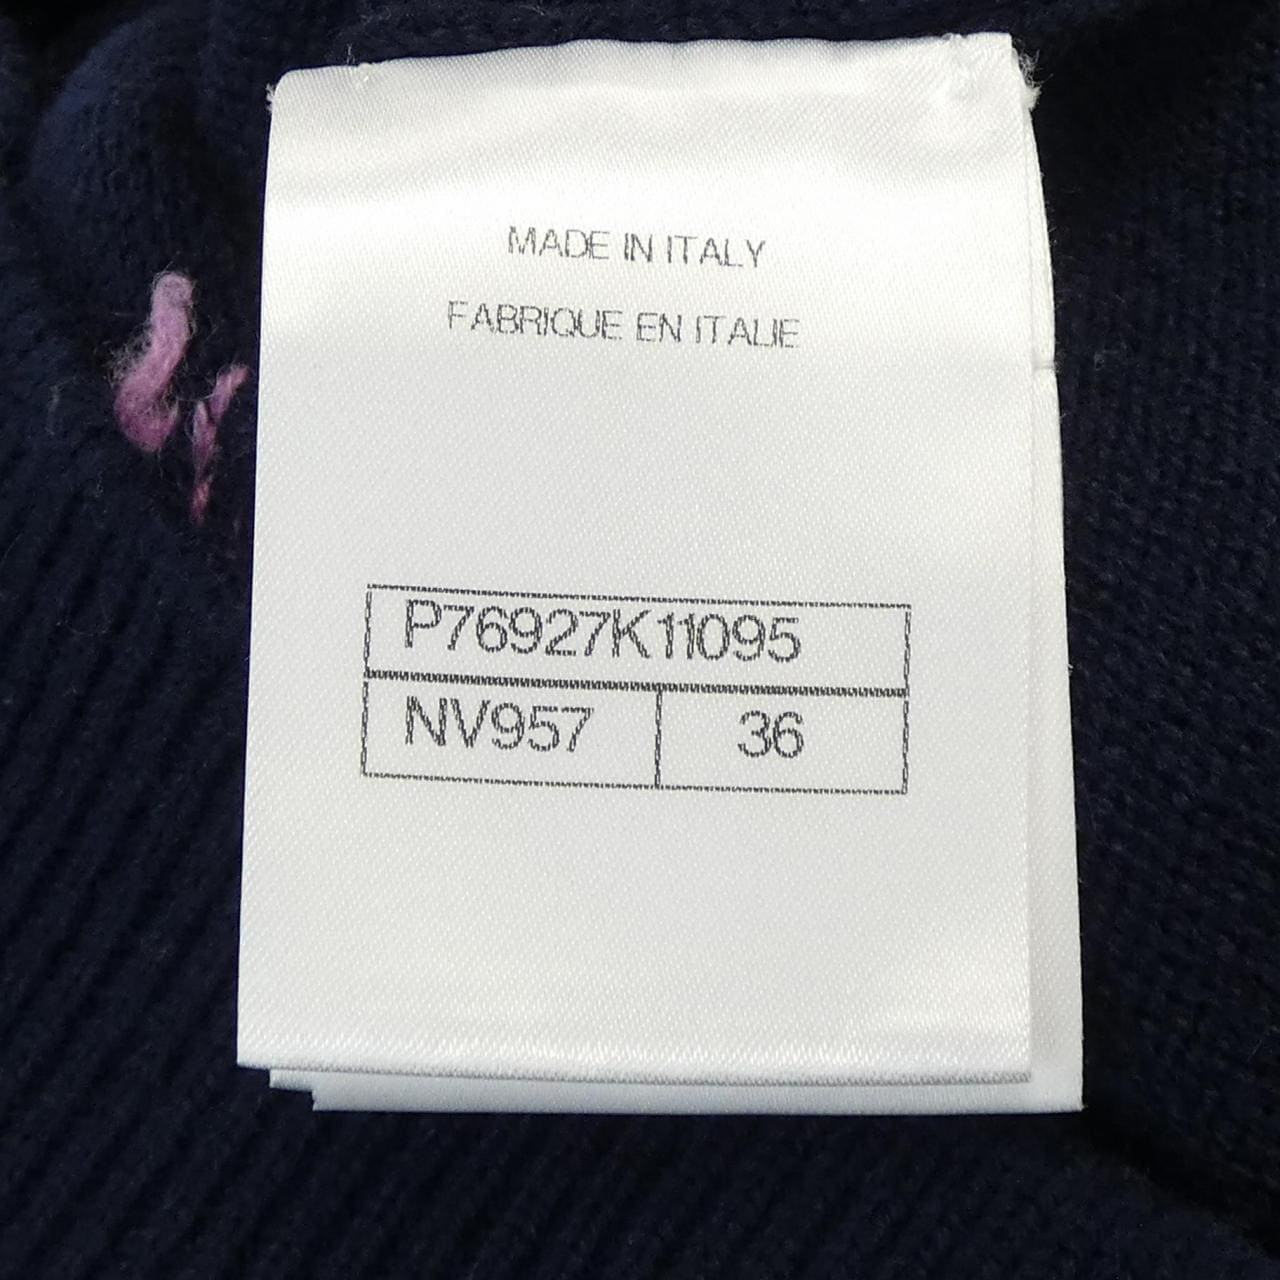 MADE IN ITALY
FABRIQUE EN ITALIE
P76927K11095
NV957 36